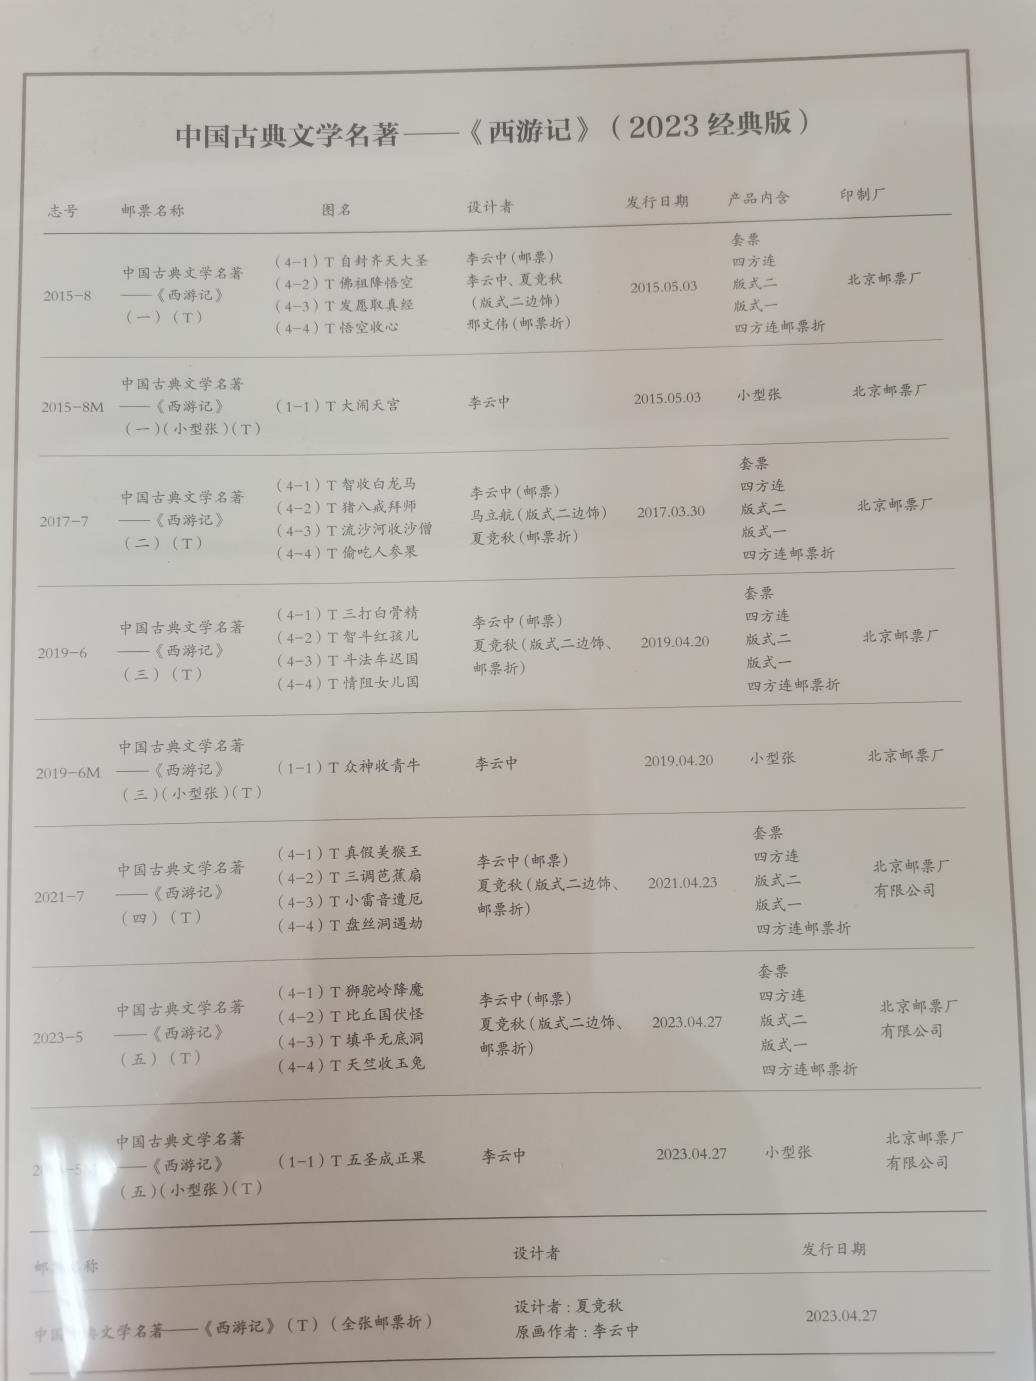 中国古典文学名著——《西游记》（2023 经典版）
志号 邮票名称 图名 设计者 发行日期 产品内含 印制厂
2015-8
中国古典文学名著
——《西游记》
（一）（T）
（4-1）T 自封齐天大圣
（4-2）T 佛祖降悟空
（4-3）T 发愿取真经
（4-4）T 悟空收心
李云中（邮票）
李云中、夏竞秋
（版式二边饰）
邢文伟（邮票折）
2015.05.03
套票
四方连
版式二
版式一
四方连邮票折
北京邮票厂
2015-8M
中国古典文学名著
——《西游记》
（一）（小型张）（T）
（1-1）T 大闹天宫
李云中
2015.05.03
小型张
北京邮票厂
2017-7
中国古典文学名著
——《西游记》
（二）（T）
（4-1）T 智收白龙马
（4-2）T 猪八戒拜师
（4-3）T 流沙河收沙僧
（4-4）T 偷吃人参果
李云中（邮票）
马立航（版式二边饰）
夏竞秋（邮票折）
2017.03.30
套票
四方连
版式二
版式一
四方连邮票折
北京邮票厂
2019-6
中国古典文学名著
——《西游记》
（三）（T）
（4-1）T 三打白骨精
（4-2）T 智斗红孩儿
（4-3）T 斗法车迟国
（4-4）T 情阻女儿国
李云中（邮票）
夏竞秋（版式二边饰、
邮票折）
2019.04.20
套票
四方连
版式二
版式一
四方连邮票折
北京邮票厂
2019-6M
中国古典文学名著
——《西游记》
（三）（小型张）（T）
（1-1）T 众神收青牛
李云中
2019.04.20
小型张
北京邮票厂
2021-7
中国古典文学名著
——《西游记》
（四）（T）
（4-1）T 真假美猴王
（4-2）T 三调芭蕉扇
（4-3）T 小雷音遭厄
（4-4）T 盘丝洞遇劫
李云中（邮票）
夏竞秋（版式二边饰、
邮票折）
2021.04.23
套票
四方连
版式二
版式一
四方连邮票折
北京邮票厂
有限公司
2023-5
中国古典文学名著
——《西游记》
（五）（T）
（4-1）T 狮驼岭降魔
（4-2）T 比丘国伏怪
（4-3）T 填平无底洞
（4-4）T 天竺收玉兔
李云中（邮票）
夏竞秋（版式二边饰、
邮票折）
2023.04.27
套票
四方连
版式二
版式一
四方连邮票折
北京邮票厂
有限公司
中国古典文学名著
——《西游记》
（五）（小型张）（T）
（1-1）T 五圣成正果
李云中
2023.04.27
小型张
北京邮票厂
有限公司
设计者 发行日期
中国古典文学名著——《西游记》（T）（全张邮票折）
设计者：夏竞秋
原画作者：李云中
2023.04.27